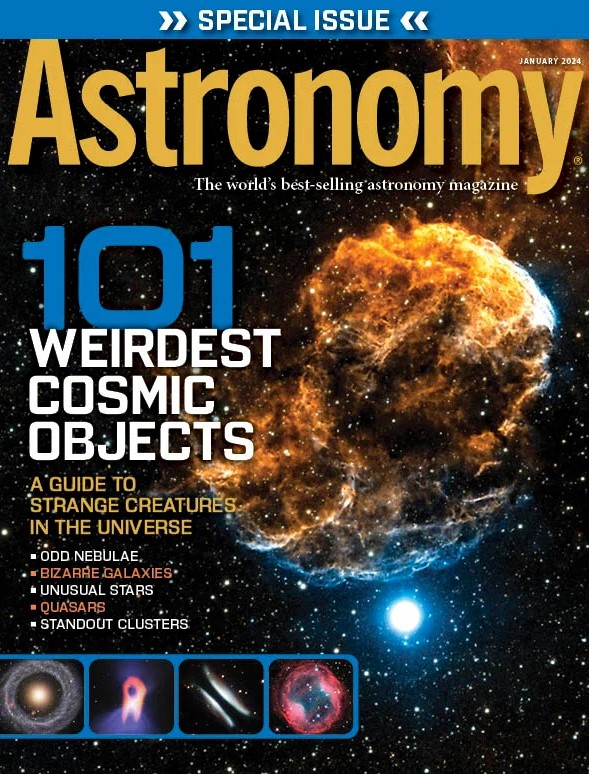 ›› SPECIAL ISSUE ‹‹
JANUARY 2024
Astronomy®
The world's best-selling astronomy magazine
101
WEIRDEST
COSMIC
OBJECTS
A GUIDE TO
STRANGE CREATURES
IN THE UNIVERSE
▪ ODD NEBULAE
▪ BIZARRE GALAXIES
▪ UNUSUAL STARS
▪ QUASARS
▪ STANDOUT CLUSTERS